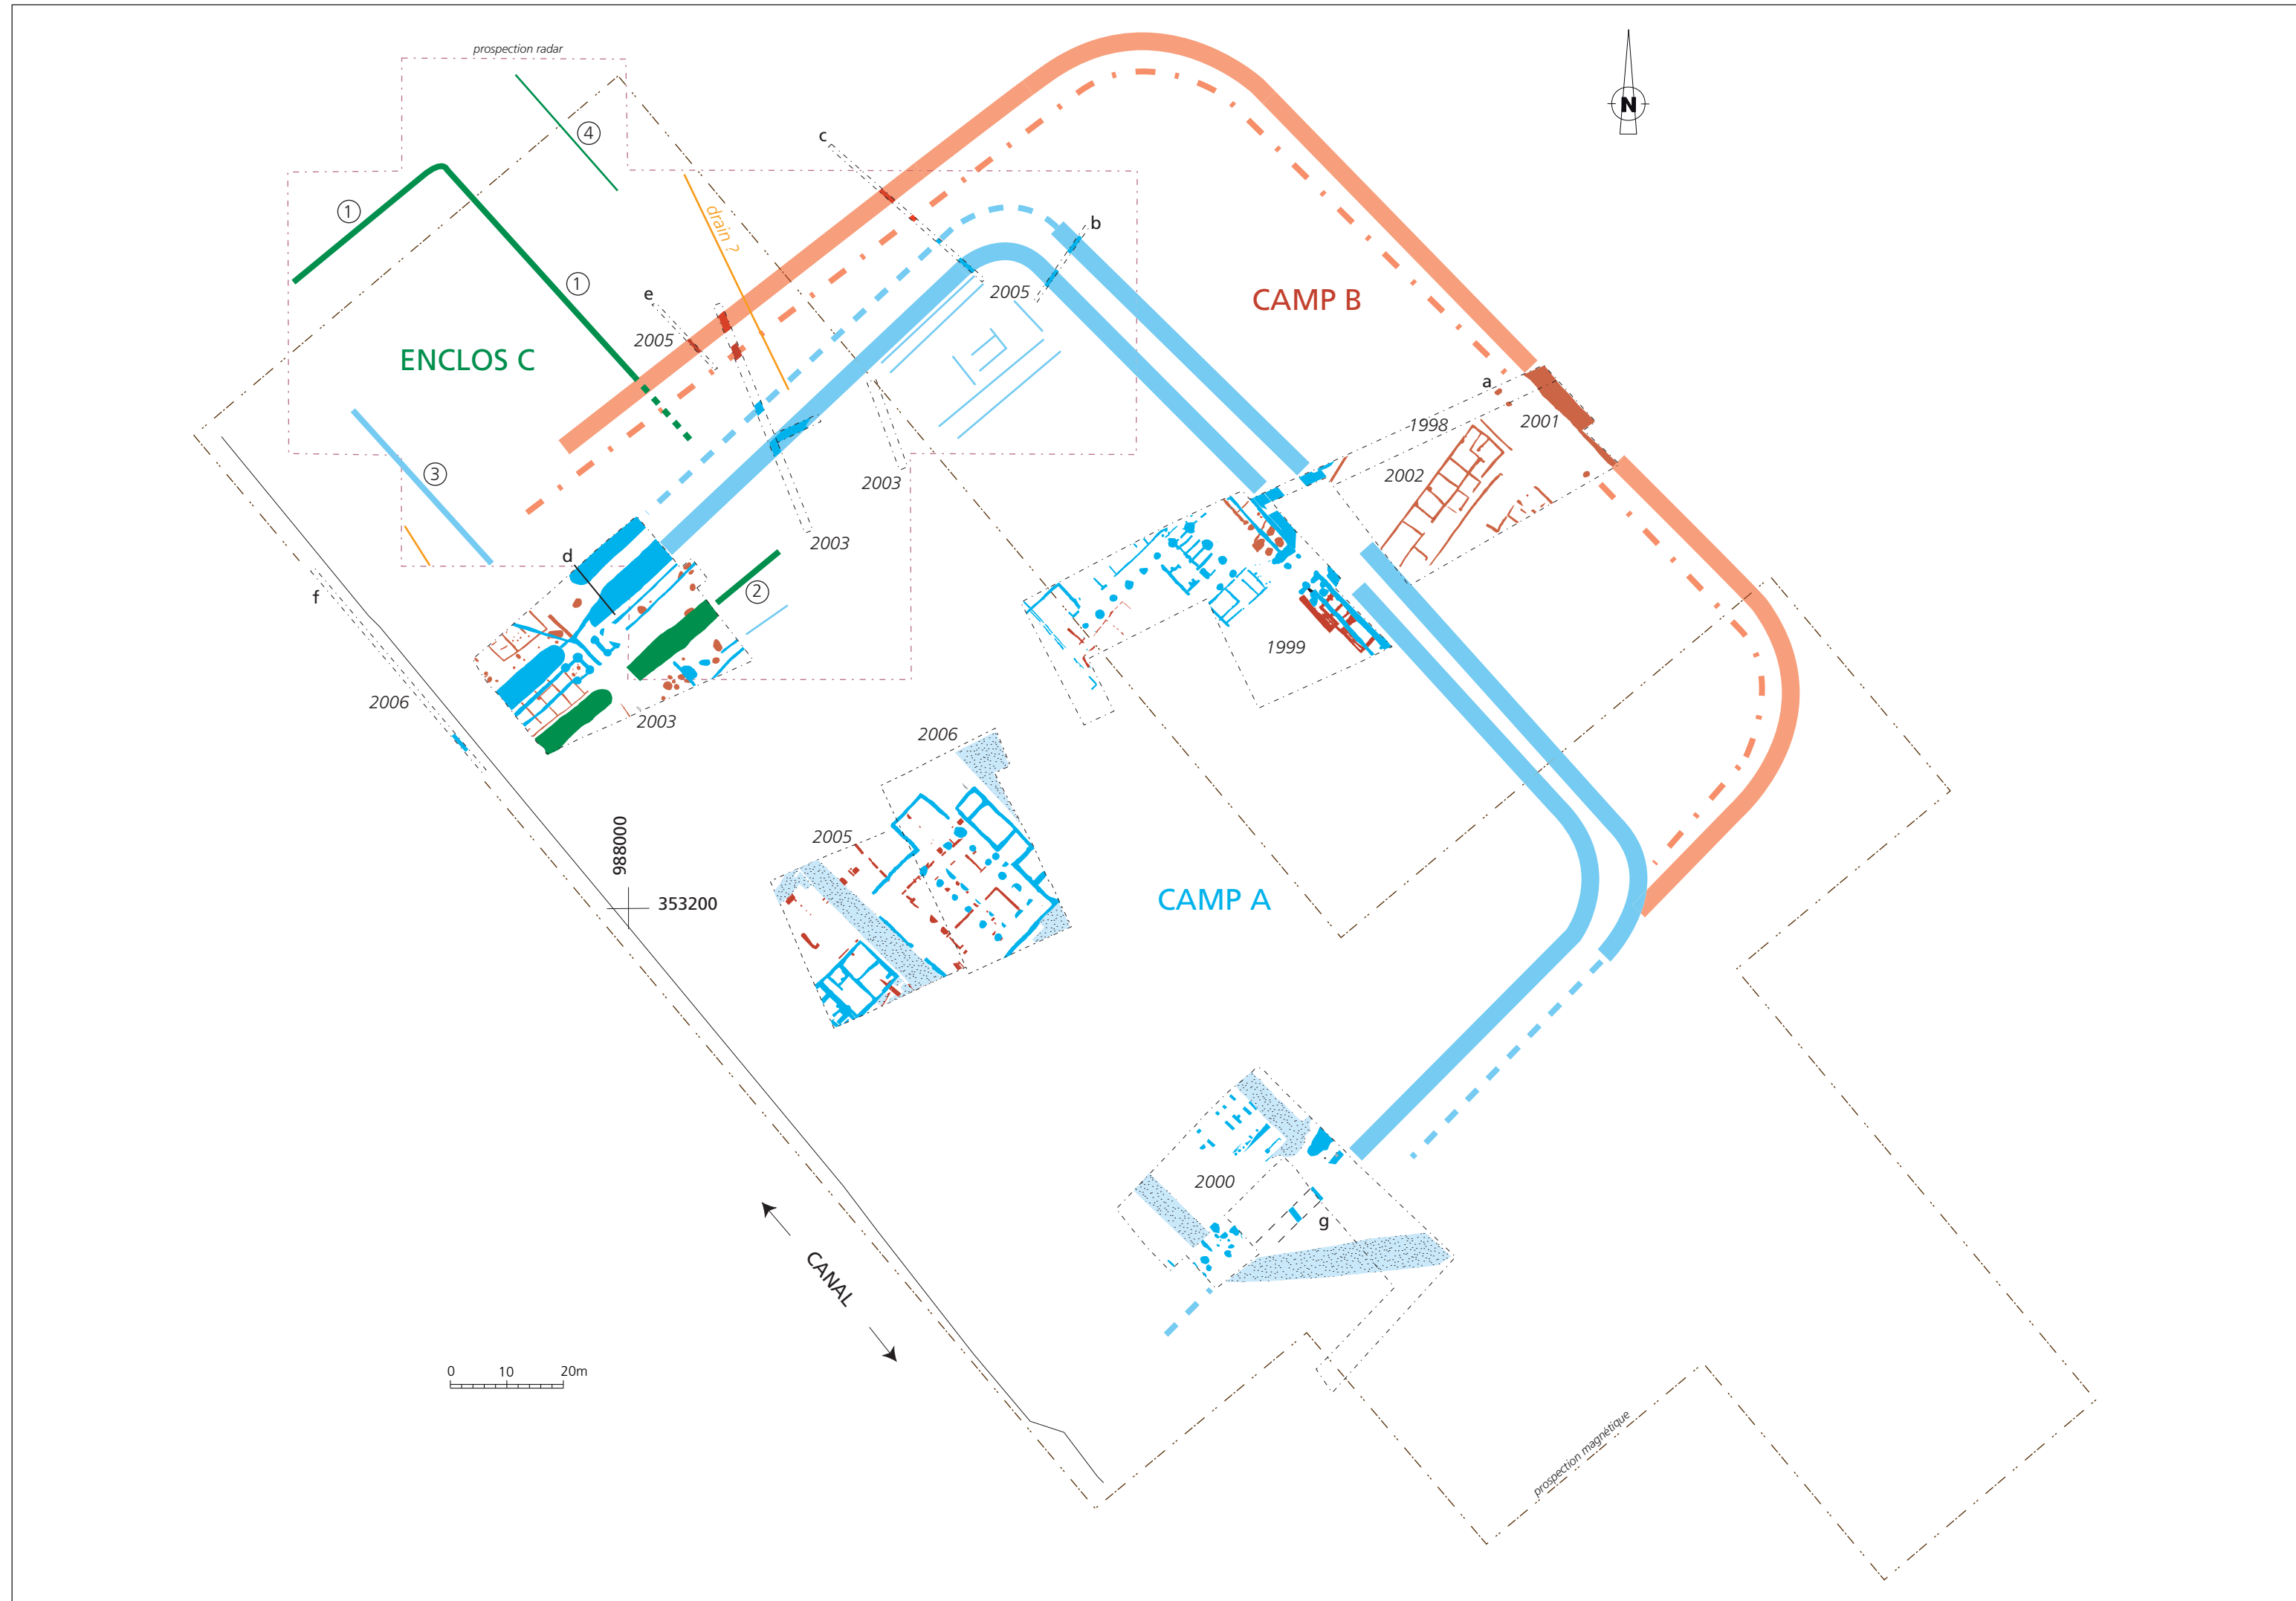 prospection radar
N
4
c
1
drain ?
b
1
e
2005
CAMP B
2005
ENCLOS C
a
1998
2001
3
2002
2003
2003
d
2
f
1999
2006
2003
2006
988000
2005
353200
CAMP A
2000
g
CANAL
0 10 20m
prospection magnétique